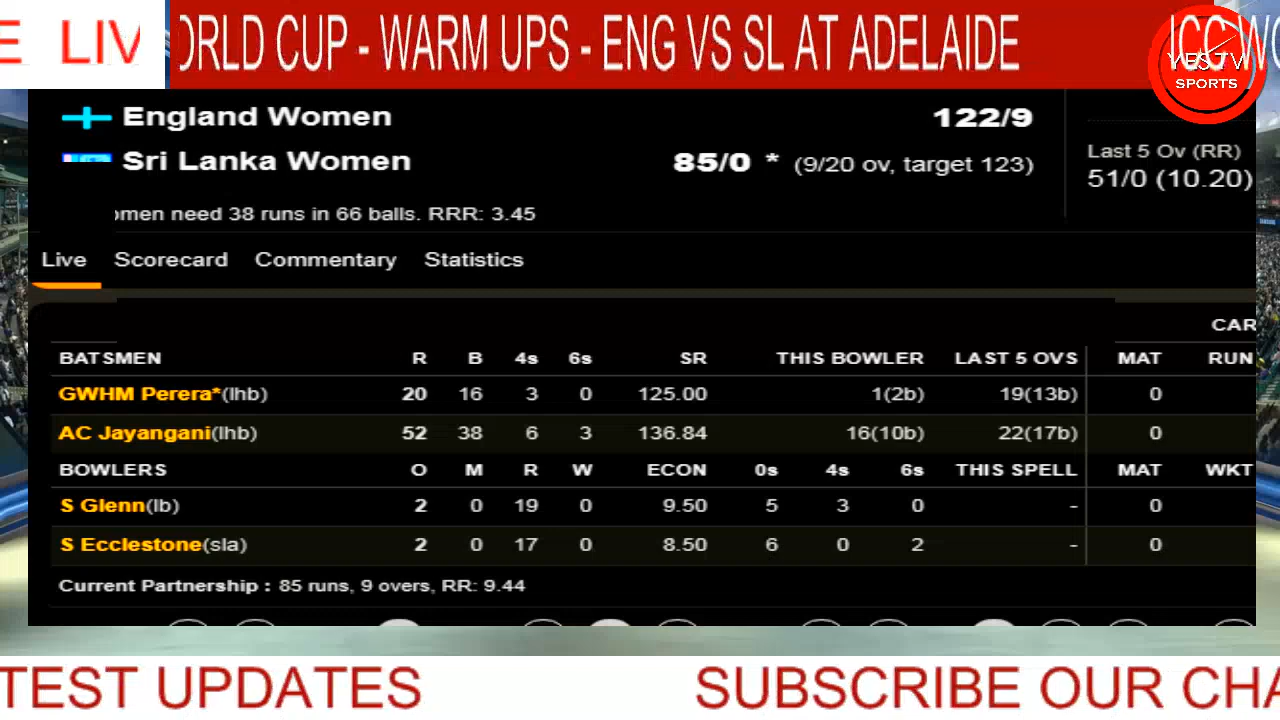 E LIV
ORLD CUP - WARM UPS - ENG VS SL AT ADELAIDE
ICC WO
YES TV
SPORTS
England Women 122/9
Sri Lanka Women 85/0 * (9/20 ov, target 123)
Last 5 Ov (RR)
51/0 (10.20)
omen need 38 runs in 66 balls. RRR: 3.45
Live Scorecard Commentary Statistics
CAR
BATSMEN R B 4s 6s SR THIS BOWLER LAST 5 OVS MAT RUN
GWHM Perera*(lhb) 20 16 3 0 125.00 1(2b) 19(13b) 0
AC Jayangani(lhb) 52 38 6 3 136.84 16(10b) 22(17b) 0
BOWLERS O M R W ECON 0s 4s 6s THIS SPELL MAT WKT
S Glenn(lb) 2 0 19 0 9.50 5 3 0 - 0
S Ecclestone(sla) 2 0 17 0 8.50 6 0 2 - 0
Current Partnership : 85 runs, 9 overs, RR: 9.44
TEST UPDATES SUBSCRIBE OUR CHA